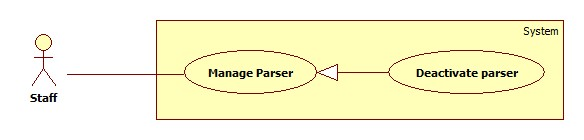 System
Manage Parser
Deactivate parser
Staff